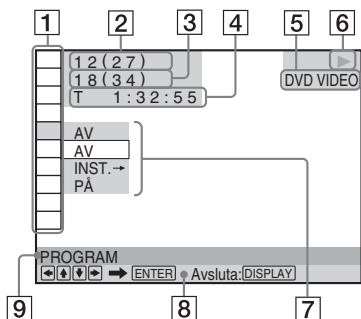 1 2 3 4 5 6
12(27)
18(34)
T 1:32:55
DVD VIDEO
AV
AV
INST.→
PÅ
PROGRAM
ENTER Avsluta: DISPLAY
9 8 7